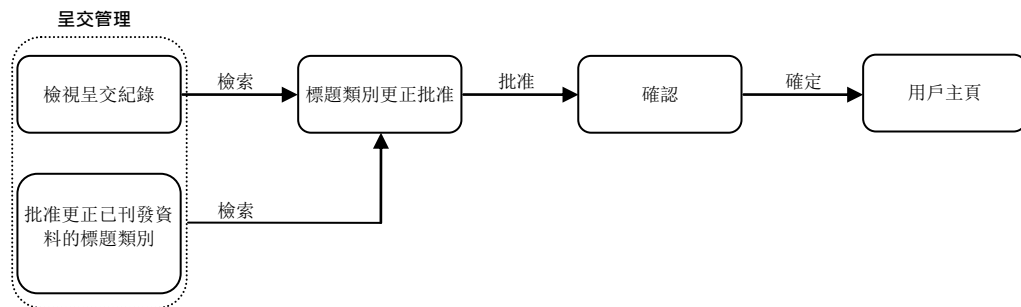 呈交管理
檢視呈交紀錄
檢索
標題類別更正批准
批准
確認
確定
用戶主頁
批准更正已刊發資
料的標題類別
檢索